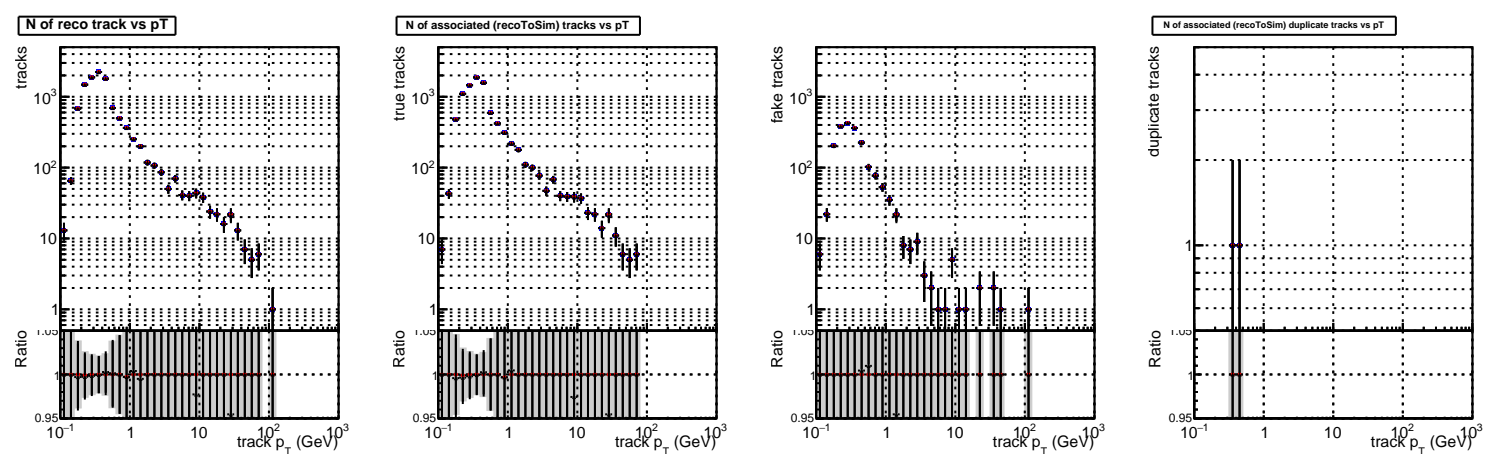 N of reco track vs pT
tracks
10³
10²
10
1
Ratio
1.05
1
0.95
10⁻¹ 1 10 10² 10³
track p_T (GeV)
N of associated (recoToSim) tracks vs pT
true tracks
10³
10²
10
1
Ratio
1.05
1
0.95
10⁻¹ 1 10 10² 10³
track p_T (GeV)
fake tracks
10³
10²
10
1
Ratio
1.05
1
0.95
10⁻¹ 1 10 10² 10³
track p_T (GeV)
N of associated (recoToSim) duplicate tracks vs pT
duplicate tracks
1
Ratio
1.05
1
0.95
10⁻¹ 1 10 10² 10³
track p_T (GeV)